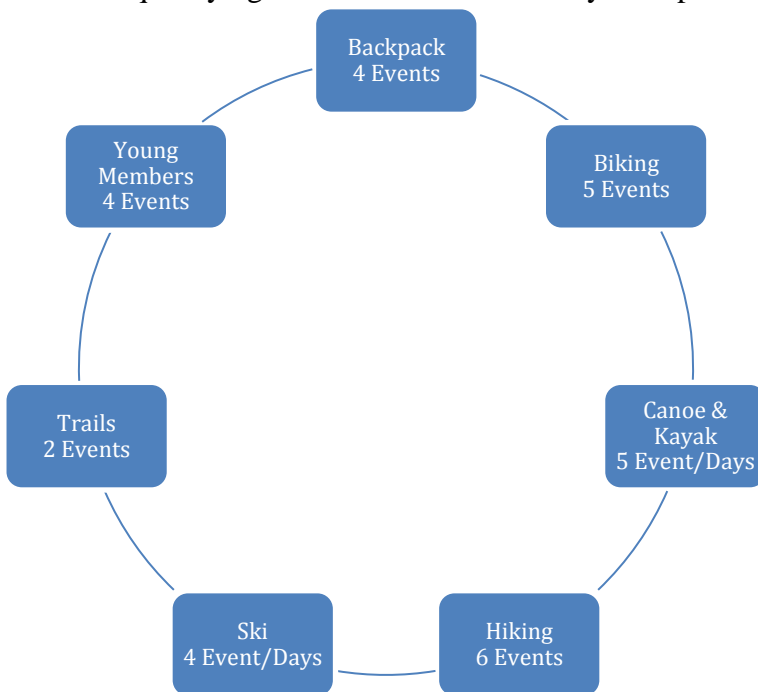 Backpack
4 Events
Young
Members
4 Events
Biking
5 Events
Trails
2 Events
Canoe &
Kayak
5 Event/Days
Ski
4 Event/Days
Hiking
6 Events